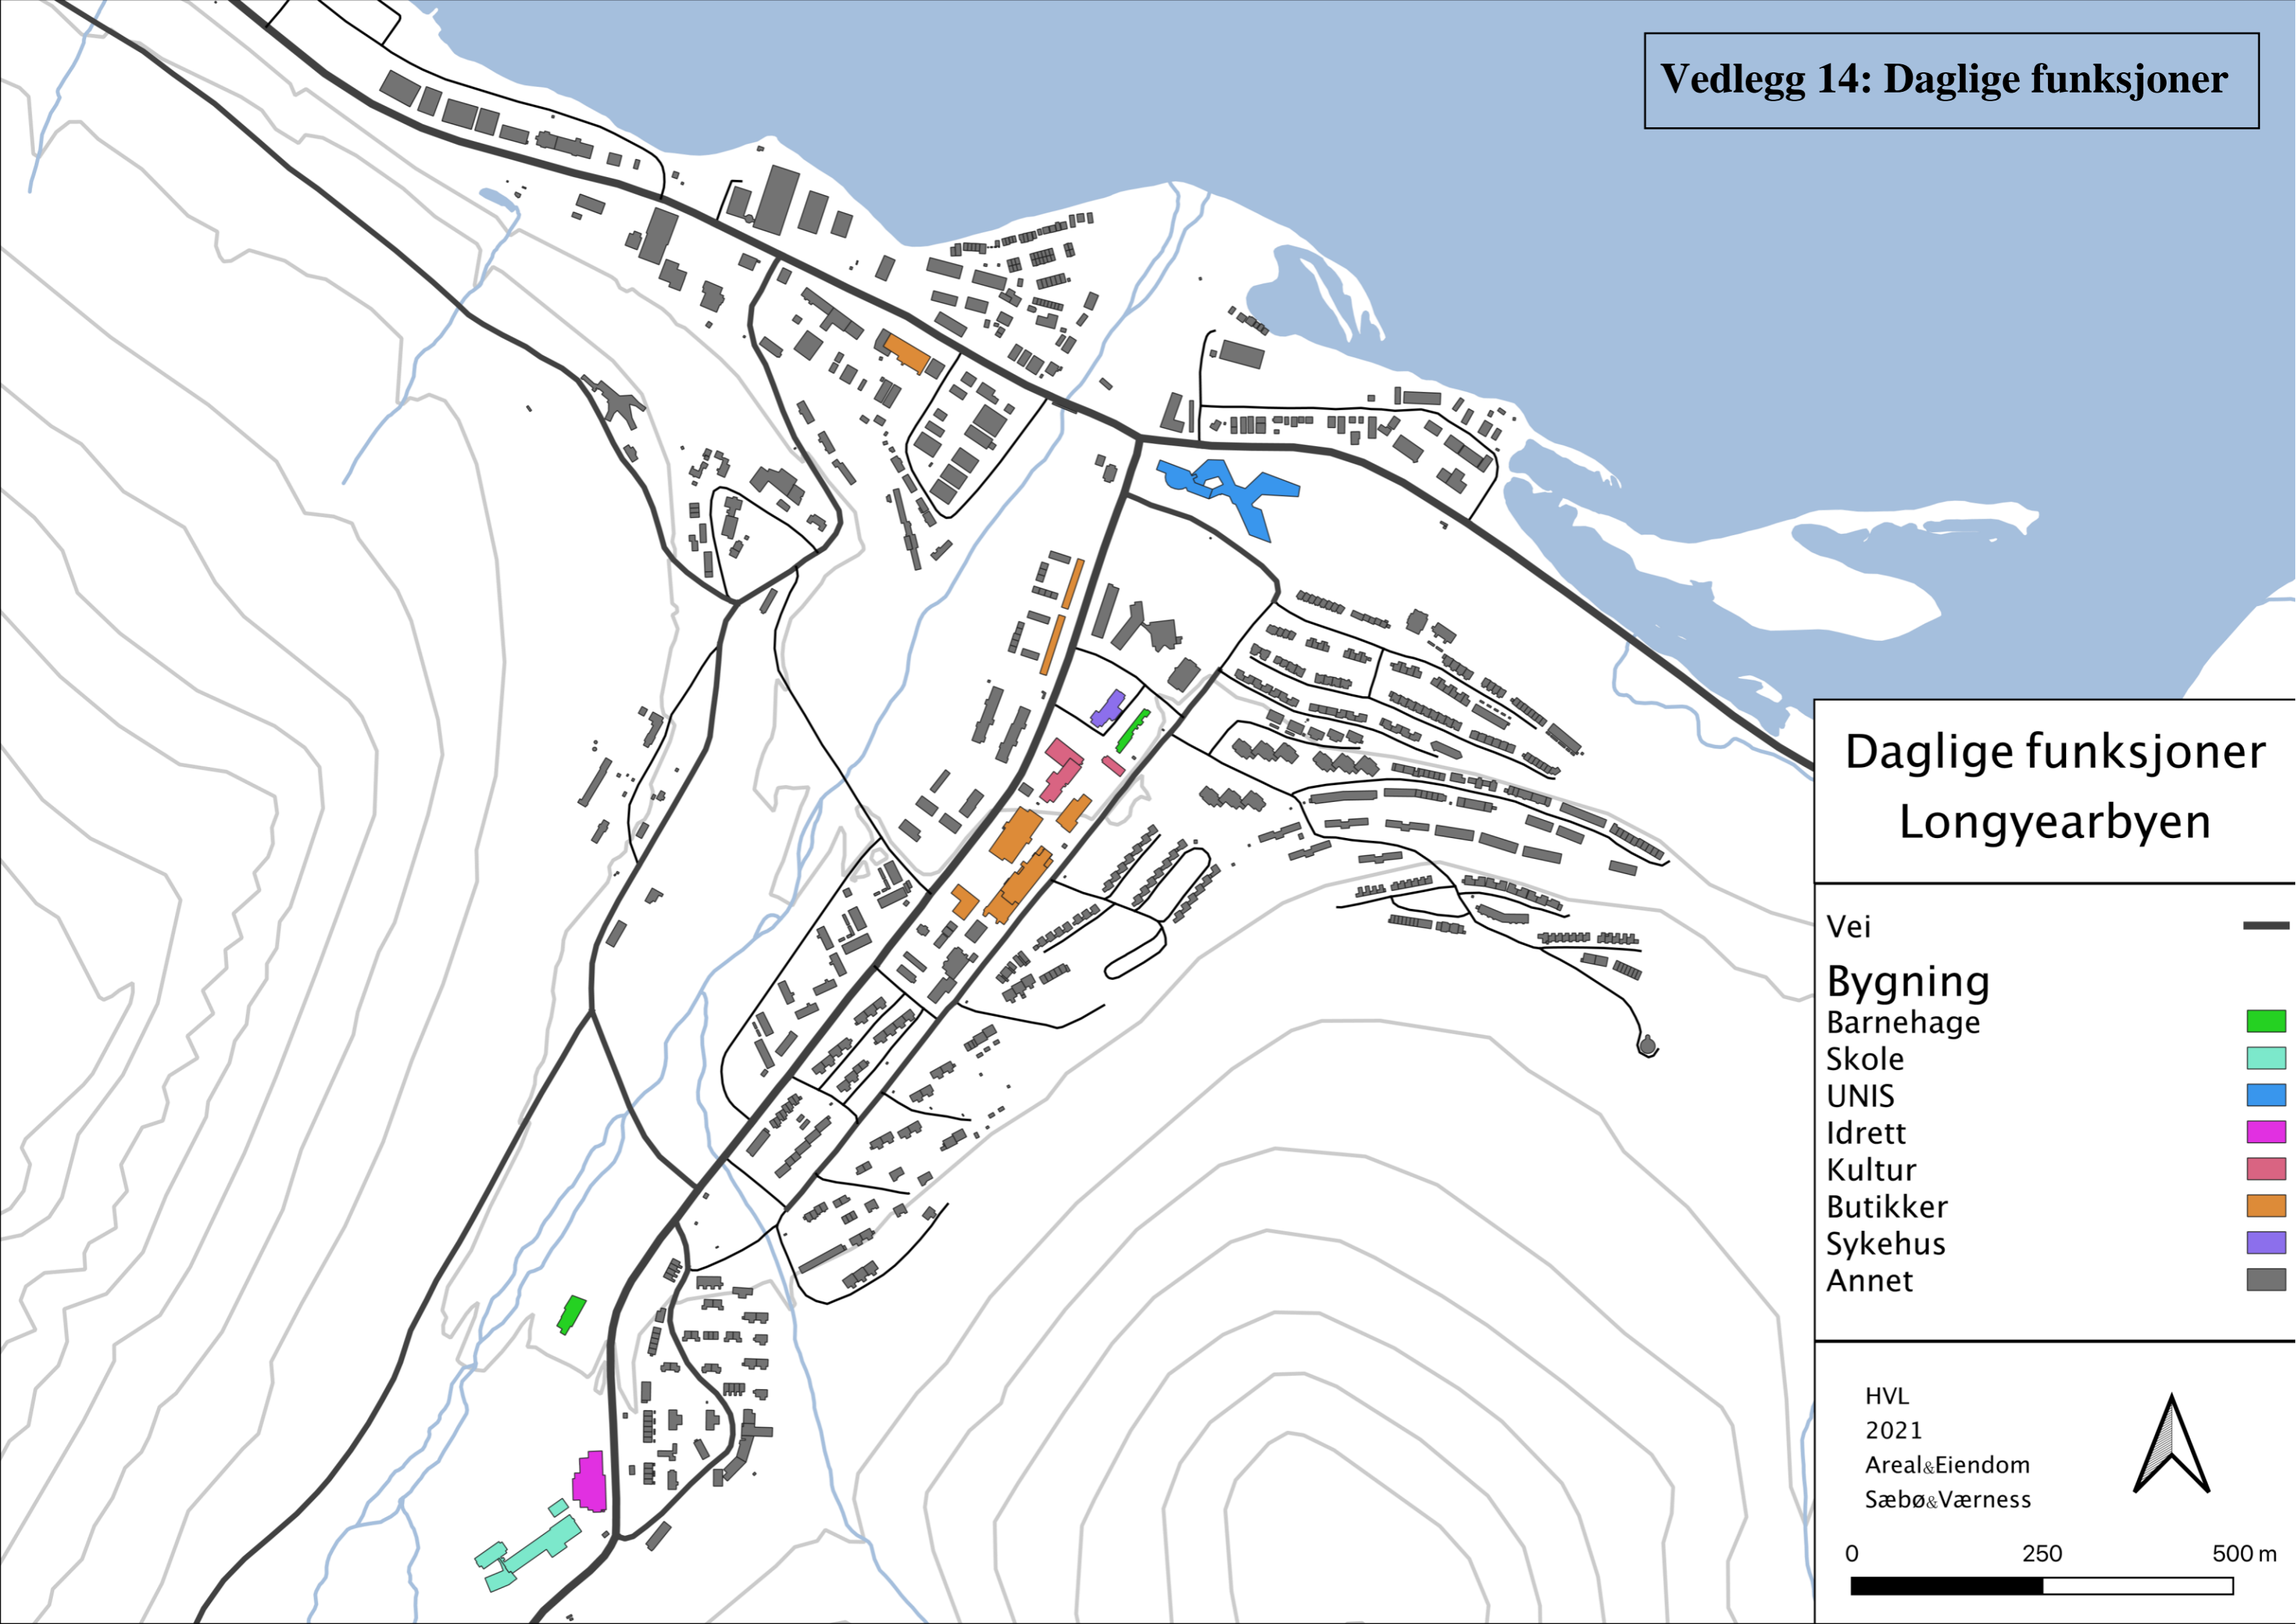 Vedlegg 14: Daglige funksjoner
Daglige funksjoner
Longyearbyen
Vei
Bygning
Barnehage
Skole
UNIS
Idrett
Kultur
Butikker
Sykehus
Annet
HVL
2021
Areal&Eiendom
Sæbø&Værness
0 250 500 m